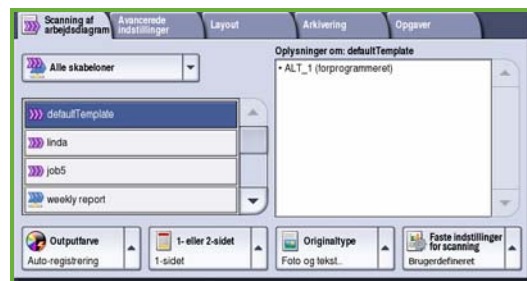 Scanning af
arbejdsdiagram
Avancerede
indstillinger
Layout
Arkivering
Opgaver
Alle skabeloner
Oplysninger om: defaultTemplate
• ALT_1 (forprogrammeret)
defaultTemplate
linda
job5
weekly report
Outputfarve
Auto-registrering
1- eller 2-sidet
1-sidet
Originaltype
Foto og tekst..
Faste indstillinger
for scanning
Brugerdefineret